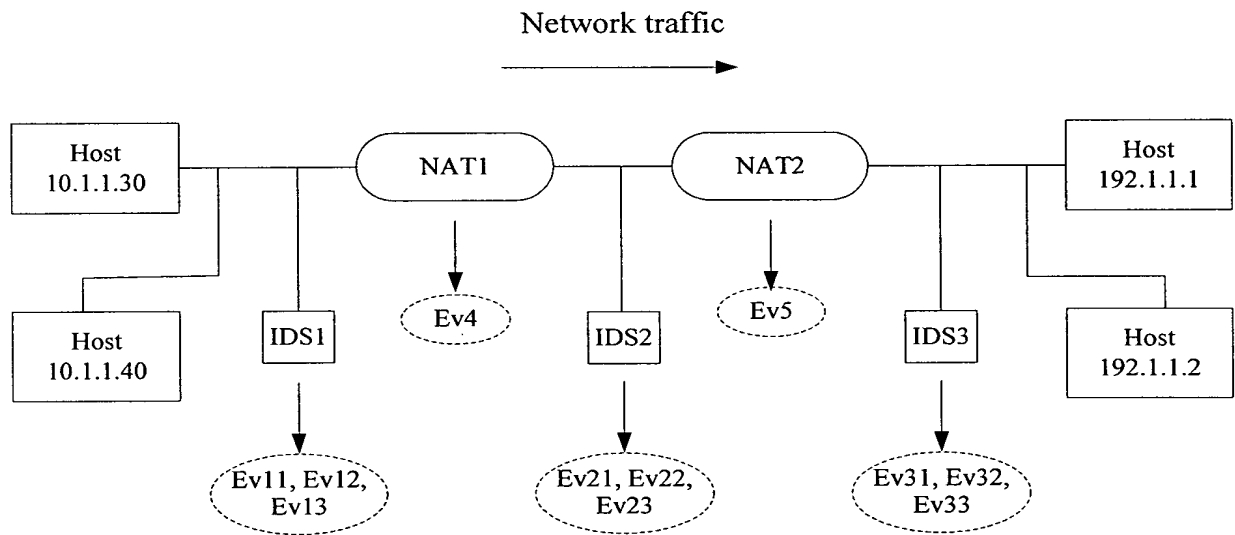 Network traffic
Host
10.1.1.30
NAT1
NAT2
Host
192.1.1.1
Ev4
Ev5
Host
10.1.1.40
IDS1
IDS2
IDS3
Host
192.1.1.2
Ev11, Ev12,
Ev13
Ev21, Ev22,
Ev23
Ev31, Ev32,
Ev33